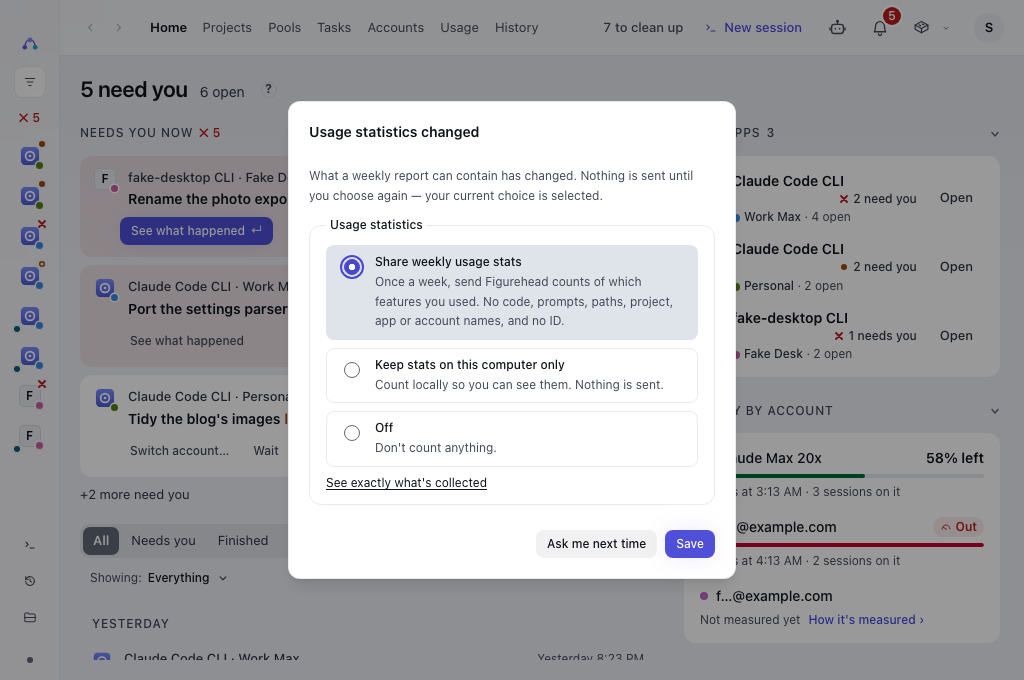 Home Projects Pools Tasks Accounts Usage History 7 to clean up New session 5 S
5
5 need you 6 open ?
NEEDS YOU NOW 5
F fake-desktop CLI · Fake D
Rename the photo expo
See what happened
Claude Code CLI · Work M
Port the settings parser
See what happened
Claude Code CLI · Persona
Tidy the blog's images
Switch account… Wait
+2 more need you
All Needs you Finished
Showing: Everything
YESTERDAY
Claude Code CLI · Work Max Yesterday 8:23 PM
F
F
Usage statistics changed
What a weekly report can contain has changed. Nothing is sent until
you choose again — your current choice is selected.
Usage statistics
Share weekly usage stats
Once a week, send Figurehead counts of which
features you used. No code, prompts, paths, project,
app or account names, and no ID.
Keep stats on this computer only
Count locally so you can see them. Nothing is sent.
Off
Don't count anything.
See exactly what's collected
Ask me next time Save
PPS 3
Claude Code CLI
2 need you Open
Work Max · 4 open
Claude Code CLI
2 need you Open
Personal · 2 open
fake-desktop CLI
1 needs you Open
Fake Desk · 2 open
Y BY ACCOUNT
ude Max 20x 58% left
s at 3:13 AM · 3 sessions on it
@example.com Out
s at 4:13 AM · 2 sessions on it
f...@example.com
Not measured yet How it's measured ›